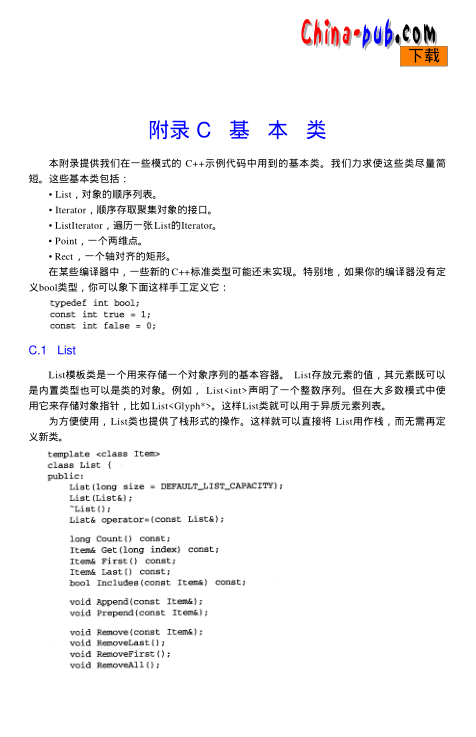 China-pub.com
下载
附录 C 基 本 类
本附录提供我们在一些模式的 C++示例代码中用到的基本类。我们力求使这些类尽量简
短。这些基本类包括：
• List，对象的顺序列表。
• Iterator，顺序存取聚集对象的接口。
• ListIterator，遍历一张List的Iterator。
• Point，一个两维点。
• Rect，一个轴对齐的矩形。
在某些编译器中，一些新的C++标准类型可能还未实现。特别地，如果你的编译器没有定
义bool类型，你可以象下面这样手工定义它：
typedef int bool;
const int true = 1;
const int false = 0;
C.1 List
List模板类是一个用来存储一个对象序列的基本容器。 List存放元素的值，其元素既可以
是内置类型也可以是类的对象。例如， List<int>声明了一个整数序列。但在大多数模式中使
用它来存储对象指针，比如List<Glyph*>。这样List类就可以用于异质元素列表。
为方便使用，List类也提供了栈形式的操作。这样就可以直接将 List用作栈，而无需再定
义新类。
template <class Item>
class List {
public:
List(long size = DEFAULT_LIST_CAPACITY);
List(List&);
~List();
List& operator=(const List&);
long Count() const;
Item& Get(long index) const;
Item& First() const;
Item& Last() const;
bool Includes(const Item&) const;
void Append(const Item&);
void Prepend(const Item&);
void Remove(const Item&);
void RemoveLast();
void RemoveFirst();
void RemoveAll();